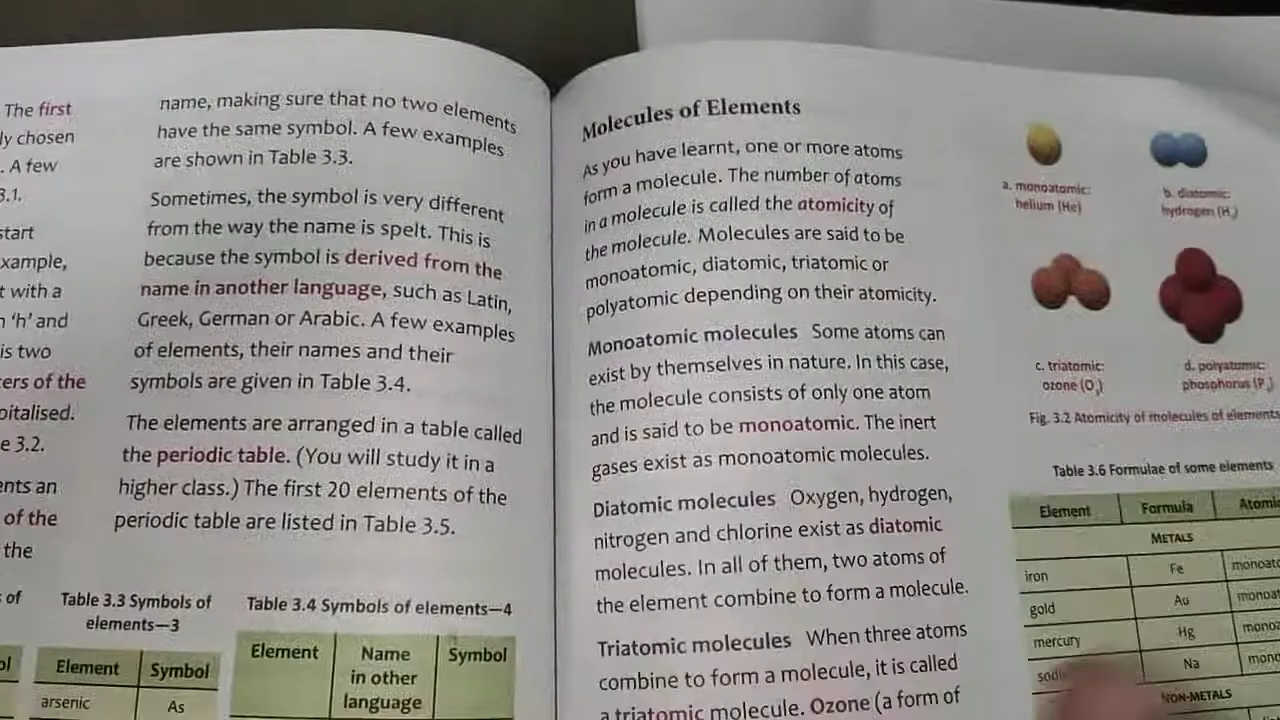 The first
ly chosen
. A few
3.1.
start
xample,
t with a
n 'h' and
is two
ers of the
pitalised.
e 3.2.
ents an
of the
the
of
name, making sure that no two elements
have the same symbol. A few examples
are shown in Table 3.3.
Sometimes, the symbol is very different
from the way the name is spelt. This is
because the symbol is derived from the
name in another language, such as Latin,
Greek, German or Arabic. A few examples
of elements, their names and their
symbols are given in Table 3.4.
The elements are arranged in a table called
the periodic table. (You will study it in a
higher class.) The first 20 elements of the
periodic table are listed in Table 3.5.
Table 3.3 Symbols of
elements—3
Element Symbol
arsenic As
Table 3.4 Symbols of elements—4
Element Name in other language Symbol
Molecules of Elements
As you have learnt, one or more atoms
form a molecule. The number of atoms
in a molecule is called the atomicity of
the molecule. Molecules are said to be
monoatomic, diatomic, triatomic or
polyatomic depending on their atomicity.
Monoatomic molecules Some atoms can
exist by themselves in nature. In this case,
the molecule consists of only one atom
and is said to be monoatomic. The inert
gases exist as monoatomic molecules.
Diatomic molecules Oxygen, hydrogen,
nitrogen and chlorine exist as diatomic
molecules. In all of them, two atoms of
the element combine to form a molecule.
Triatomic molecules When three atoms
combine to form a molecule, it is called
a triatomic molecule. Ozone (a form of
a. monoatomic:
helium (He)
b. diatomic:
hydrogen (H₂)
c. triatomic:
ozone (O₃)
d. polyatomic:
phosphorus (P₄)
Fig. 3.2 Atomicity of molecules of elements
Table 3.6 Formulae of some elements
Element Formula Atomic
METALS
iron Fe monoato
gold Au monoat
mercury Hg monoa
sodi Na mono
NON-METALS